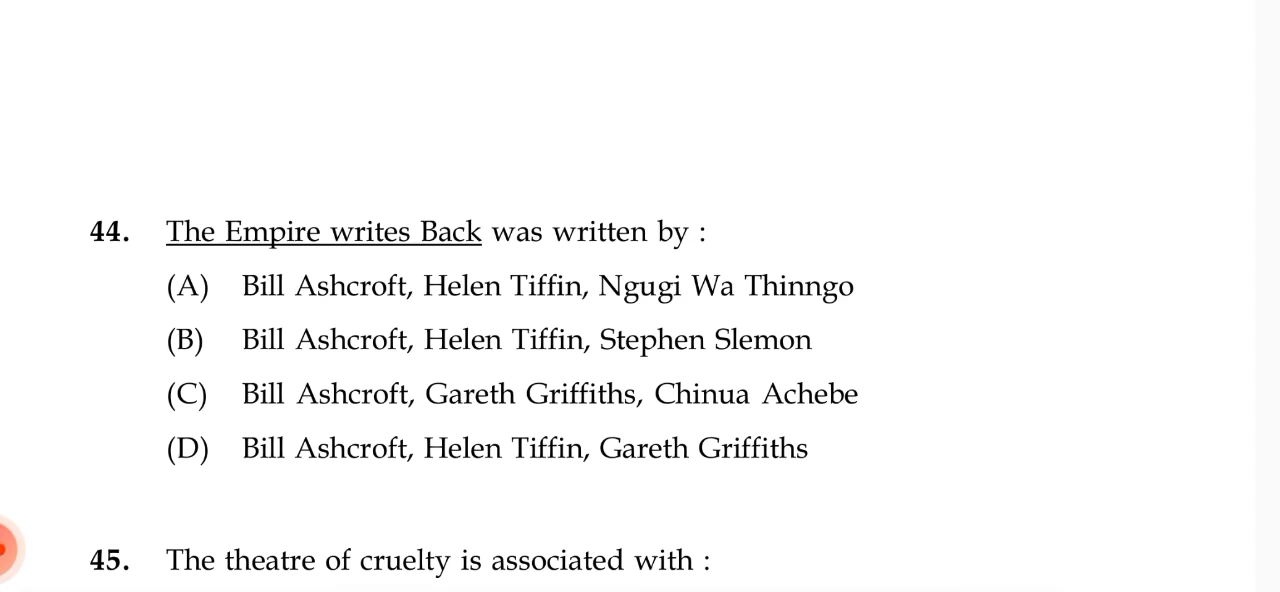 44. The Empire writes Back was written by :
(A) Bill Ashcroft, Helen Tiffin, Ngugi Wa Thinngo
(B) Bill Ashcroft, Helen Tiffin, Stephen Slemon
(C) Bill Ashcroft, Gareth Griffiths, Chinua Achebe
(D) Bill Ashcroft, Helen Tiffin, Gareth Griffiths
45. The theatre of cruelty is associated with :